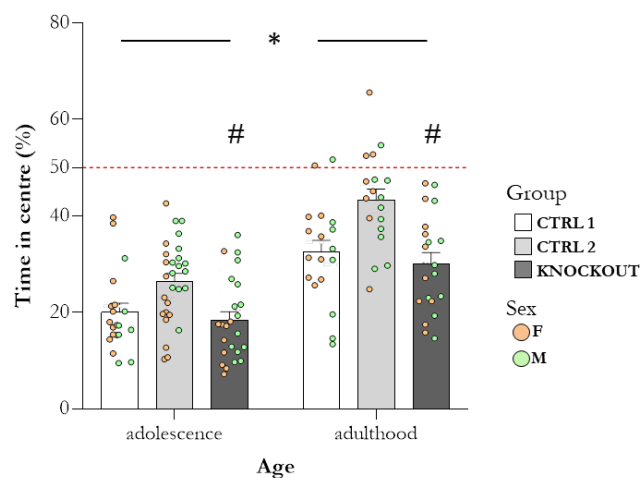 80
*
60
#
#
50
40
20
0
Time in centre (%)
adolescence
adulthood
Age
Group
CTRL 1
CTRL 2
KNOCKOUT
Sex
F
M